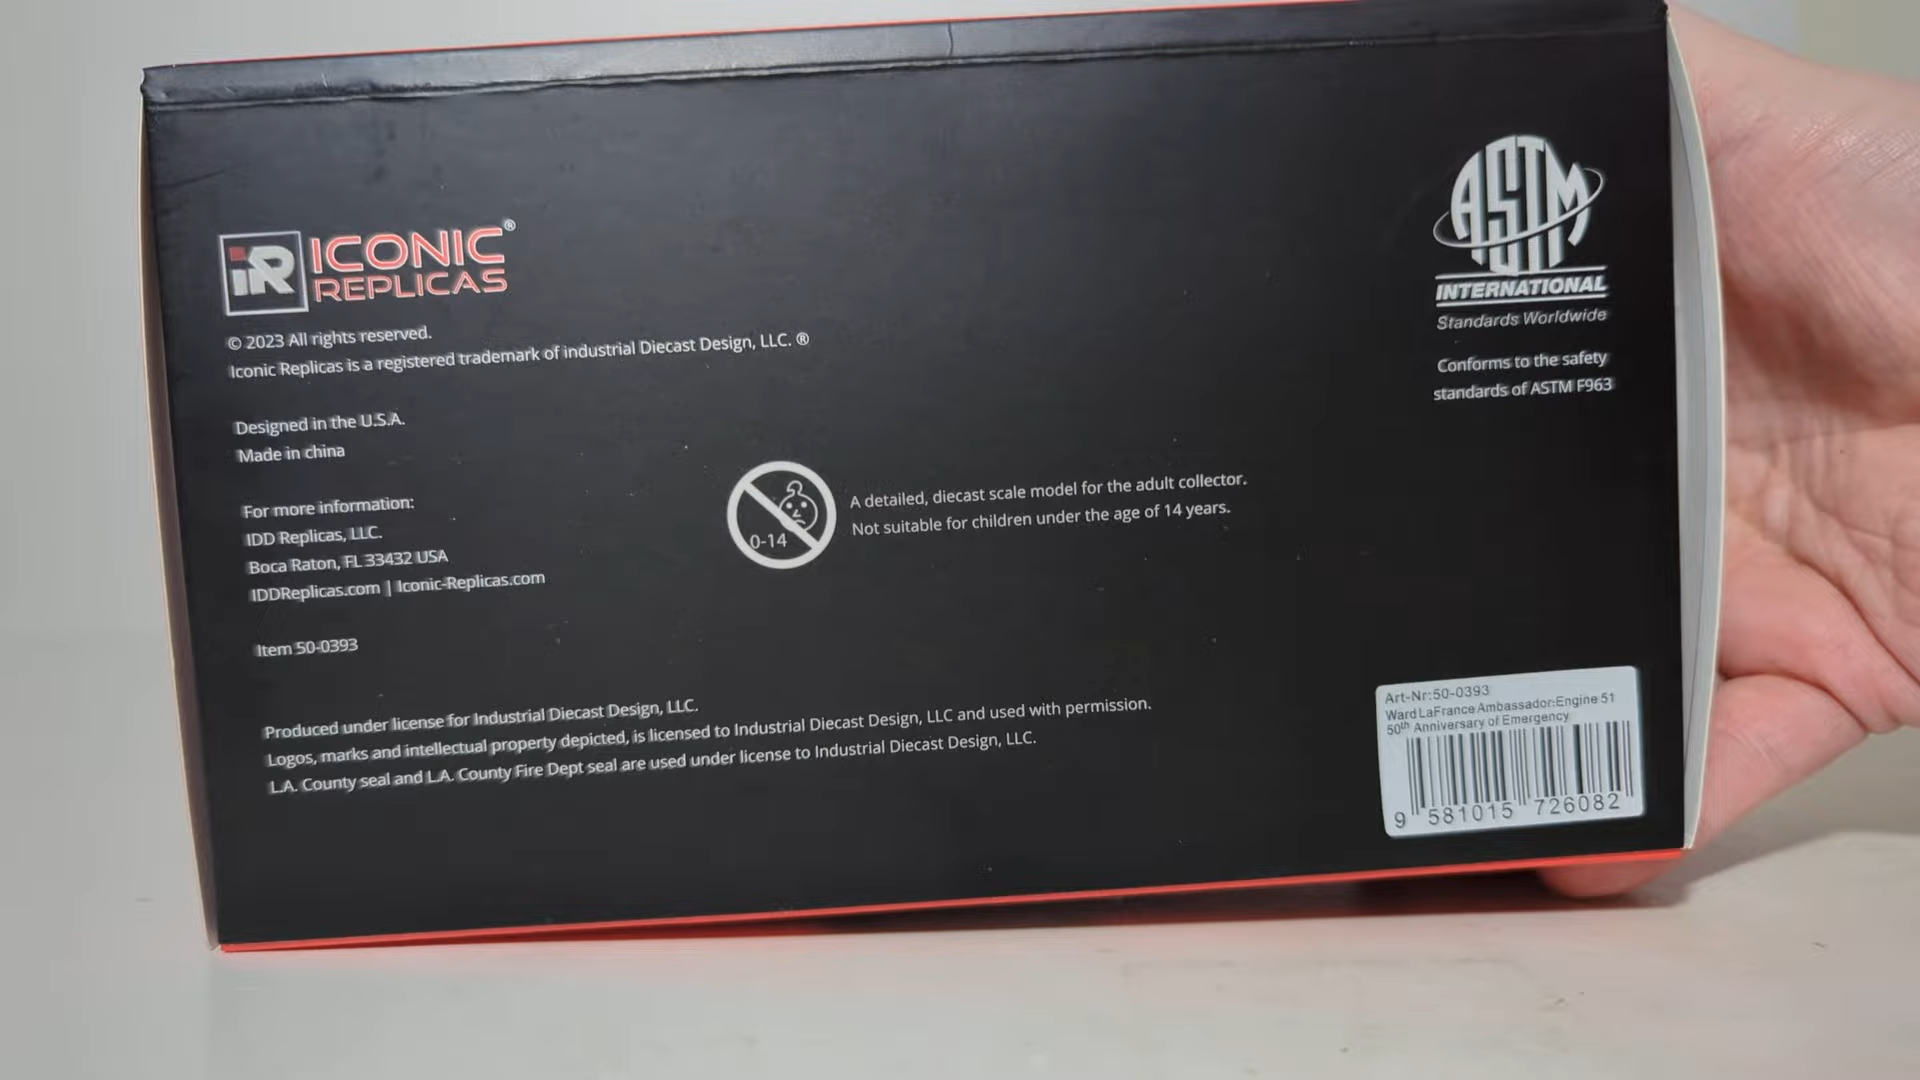 iR ICONIC®
REPLICAS
© 2023 All rights reserved.
Iconic Replicas is a registered trademark of industrial Diecast Design, LLC. ®
Designed in the U.S.A.
Made in china
For more information:
IDD Replicas, LLC.
Boca Raton, FL 33432 USA
IDDReplicas.com | Iconic-Replicas.com
Item 50-0393
Produced under license for Industrial Diecast Design, LLC.
Logos, marks and intellectual property depicted, is licensed to Industrial Diecast Design, LLC and used with permission.
L.A. County seal and L.A. County Fire Dept seal are used under license to Industrial Diecast Design, LLC.
0-14
A detailed, diecast scale model for the adult collector.
Not suitable for children under the age of 14 years.
ASTM
INTERNATIONAL
Standards Worldwide
Conforms to the safety
standards of ASTM F963
Art-Nr:50-0393
Ward LaFrance Ambassador:Engine 51
50th Anniversary of Emergency
9 581015 726082